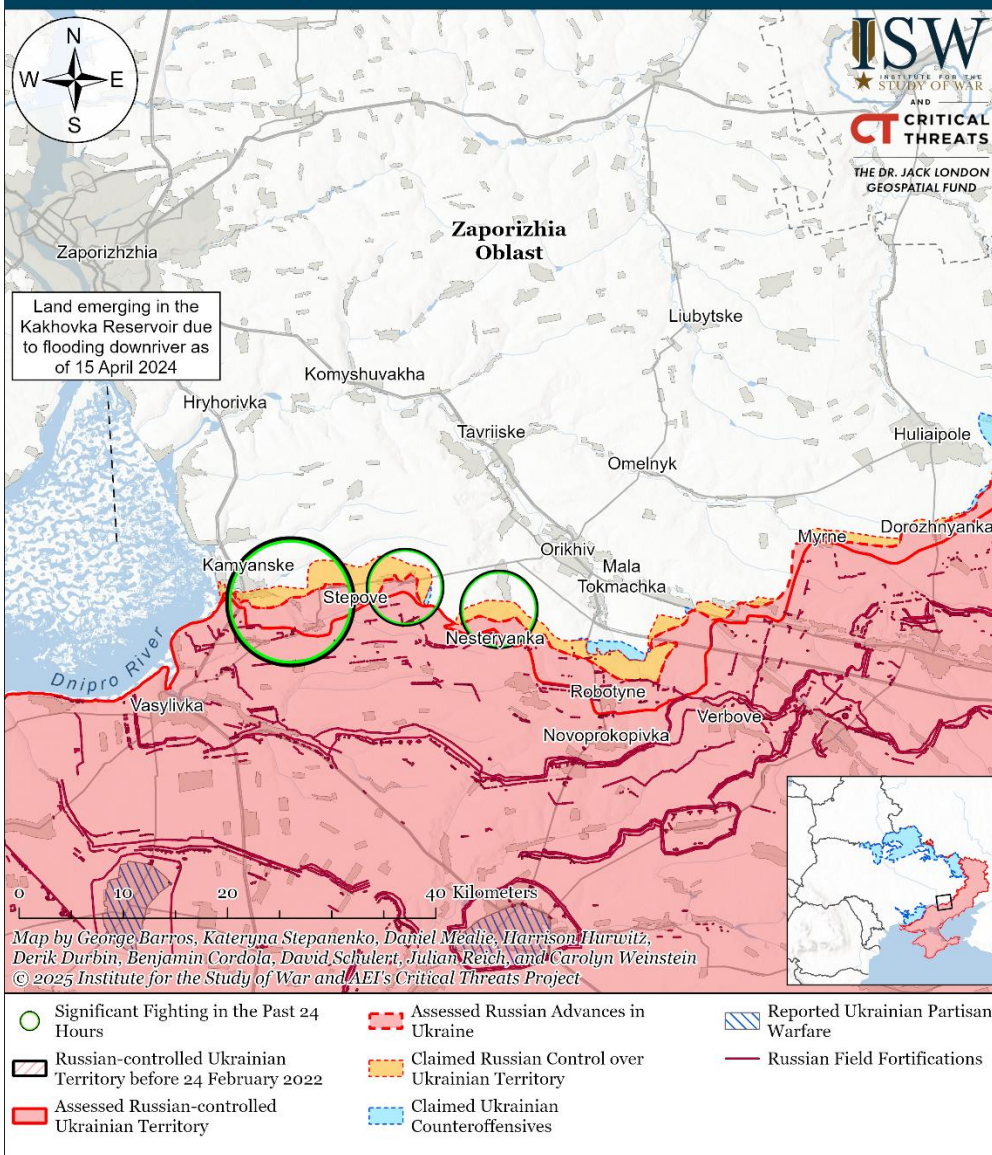 N
W E
S
ISW
INSTITUTE FOR THE
STUDY OF WAR
AND
CT CRITICAL
THREATS
THE DR. JACK LONDON
GEOSPATIAL FUND
Zaporizhia
Oblast
Zaporizhzhia
Land emerging in the
Kakhovka Reservoir due
to flooding downriver as
of 15 April 2024
Liubytske
Komyshuvakha
Hryhorivka
Tavriiske
Huliaipole
Omelnyk
Dorozhnyanka
Myrne
Orikhiv
Kamyanske
Mala
Tokmachka
Stepove
Nesteryanka
Dnipro River
Robotyne
Vasylivka
Verbove
Novoprokopivka
0 10 20 40 Kilometers
Map by George Barros, Kateryna Stepanenko, Daniel Mealie, Harrison Hurwitz,
Derik Durbin, Benjamin Cordola, David Schulert, Julian Reich, and Carolyn Weinstein
© 2025 Institute for the Study of War and AEI's Critical Threats Project
Significant Fighting in the Past 24
Hours
Russian-controlled Ukrainian
Territory before 24 February 2022
Assessed Russian-controlled
Ukrainian Territory
Assessed Russian Advances in
Ukraine
Claimed Russian Control over
Ukrainian Territory
Claimed Ukrainian
Counteroffensives
Reported Ukrainian Partisan
Warfare
Russian Field Fortifications